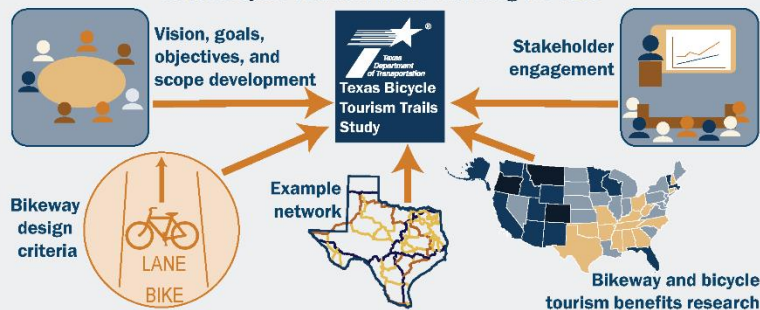 Vision, goals,
objectives, and
scope development
Texas
Department
of Transportation
Texas Bicycle
Tourism Trails
Study
Stakeholder
engagement
Bikeway
design
criteria
LANE
BIKE
Example
network
Bikeway and bicycle
tourism benefits research